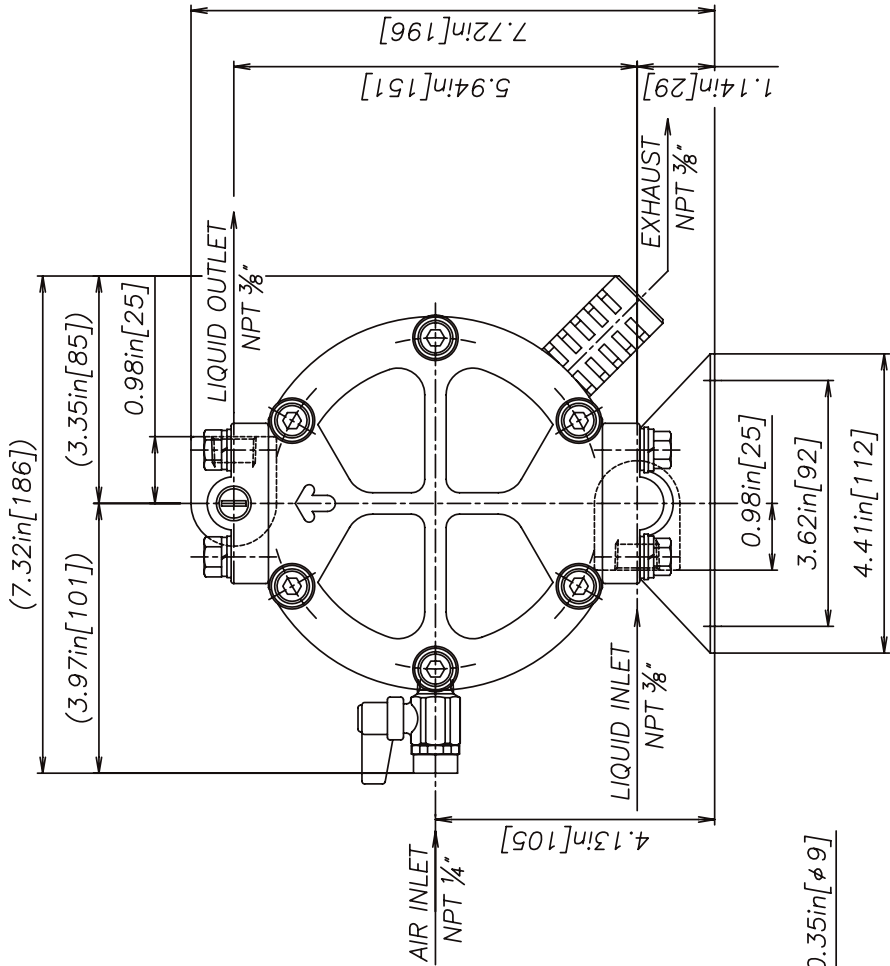 7.72in[196]
5.94in[151]
1.14in[29]
(7.32in[186])
(3.35in[85])
(3.97in[101])
0.98in[25]
LIQUID OUTLET
NPT 3/8"
EXHAUST
NPT 3/8"
LIQUID INLET
NPT 3/8"
0.98in[25]
3.62in[92]
4.41in[112]
4.13in[105]
AIR INLET
NPT 1/4"
0.35in[φ9]